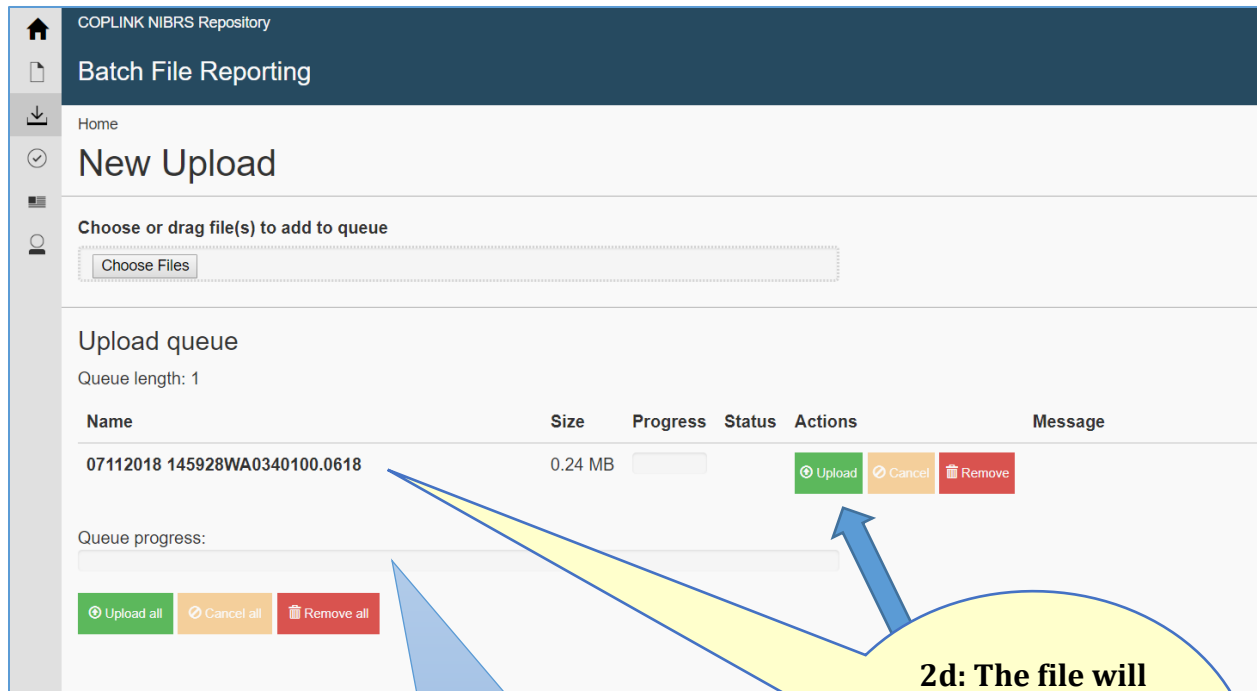 COPLINK NIBRS Repository
Batch File Reporting
Home
New Upload
Choose or drag file(s) to add to queue
Choose Files
Upload queue
Queue length: 1
Name Size Progress Status Actions Message
07112018 145928WA0340100.0618 0.24 MB Upload Cancel Remove
Queue progress:
Upload all Cancel all Remove all
2d: The file will